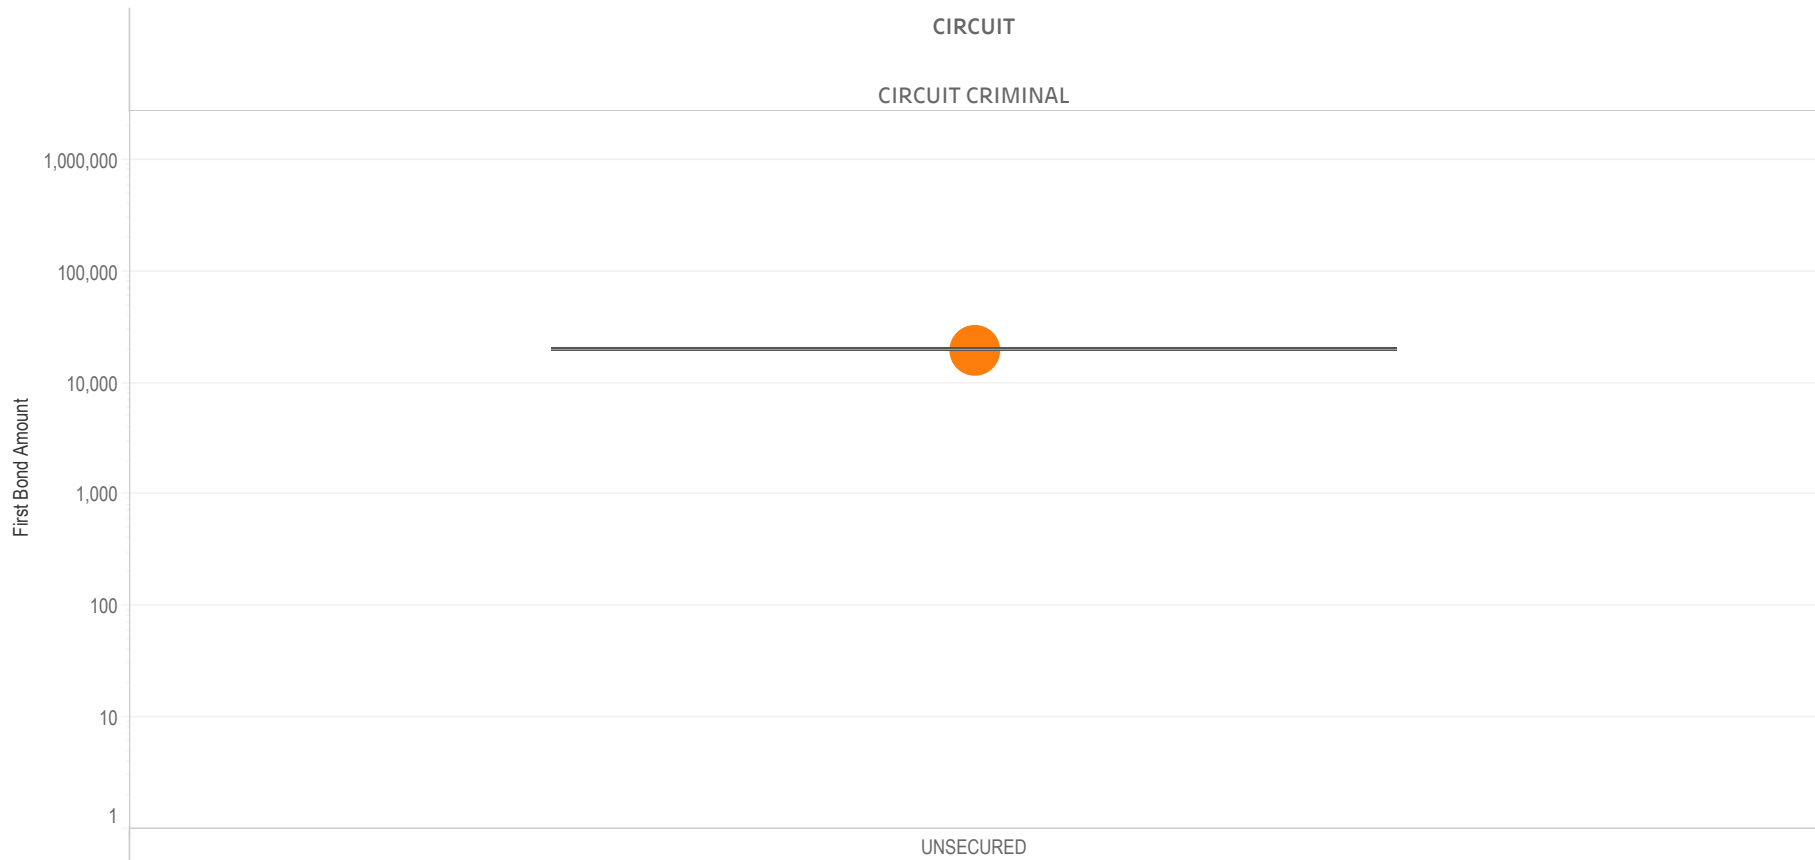 CIRCUIT
CIRCUIT CRIMINAL
First Bond Amount
1,000,000
100,000
10,000
1,000
100
10
1
UNSECURED